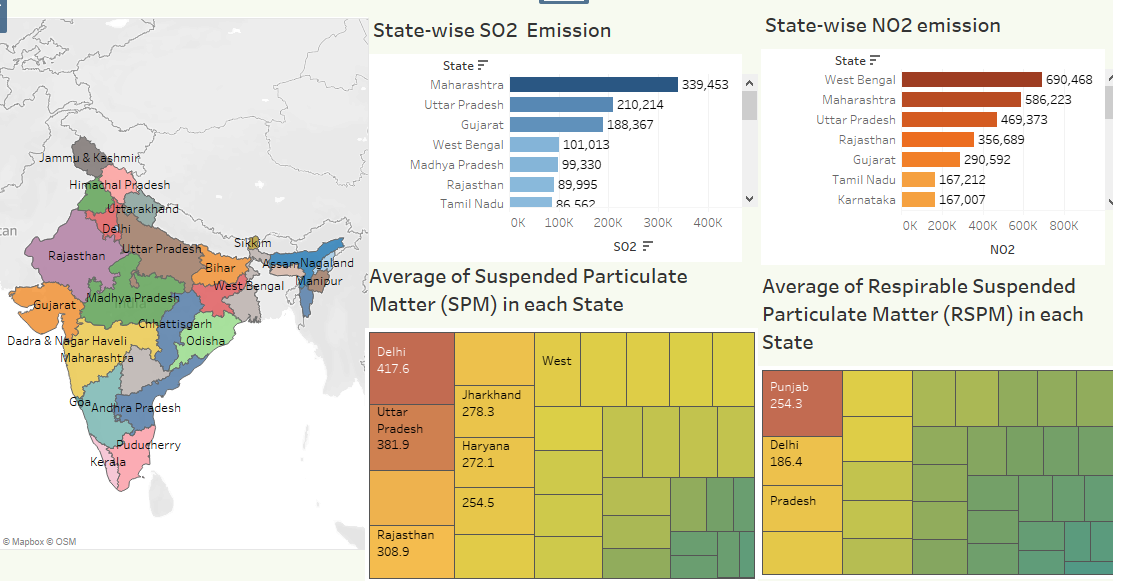 State-wise SO2 Emission
State
Maharashtra 339,453
Uttar Pradesh 210,214
Gujarat 188,367
West Bengal 101,013
Madhya Pradesh 99,330
Rajasthan 89,995
Tamil Nadu 86,562
0K 100K 200K 300K 400K
SO2
State-wise NO2 emission
State
West Bengal 690,468
Maharashtra 586,223
Uttar Pradesh 469,373
Rajasthan 356,689
Gujarat 290,592
Tamil Nadu 167,212
Karnataka 167,007
0K 200K 400K 600K 800K
NO2
Jammu & Kashmir
Himachal Pradesh
Uttarakhand
Delhi
Uttar Pradesh
Sikkim
Rajasthan
Bihar
Assam
Nagaland
Manipur
West Bengal
Gujarat
Madhya Pradesh
Chhattisgarh
Dadra & Nagar Haveli
Odisha
Maharashtra
Goa
Andhra Pradesh
Puducherry
Kerala
© Mapbox © OSM
Average of Suspended Particulate
Matter (SPM) in each State
Delhi
417.6
Uttar
Pradesh
381.9
Rajasthan
308.9
Jharkhand
278.3
Haryana
272.1
254.5
West
Average of Respirable Suspended
Particulate Matter (RSPM) in each
State
Punjab
254.3
Delhi
186.4
Pradesh